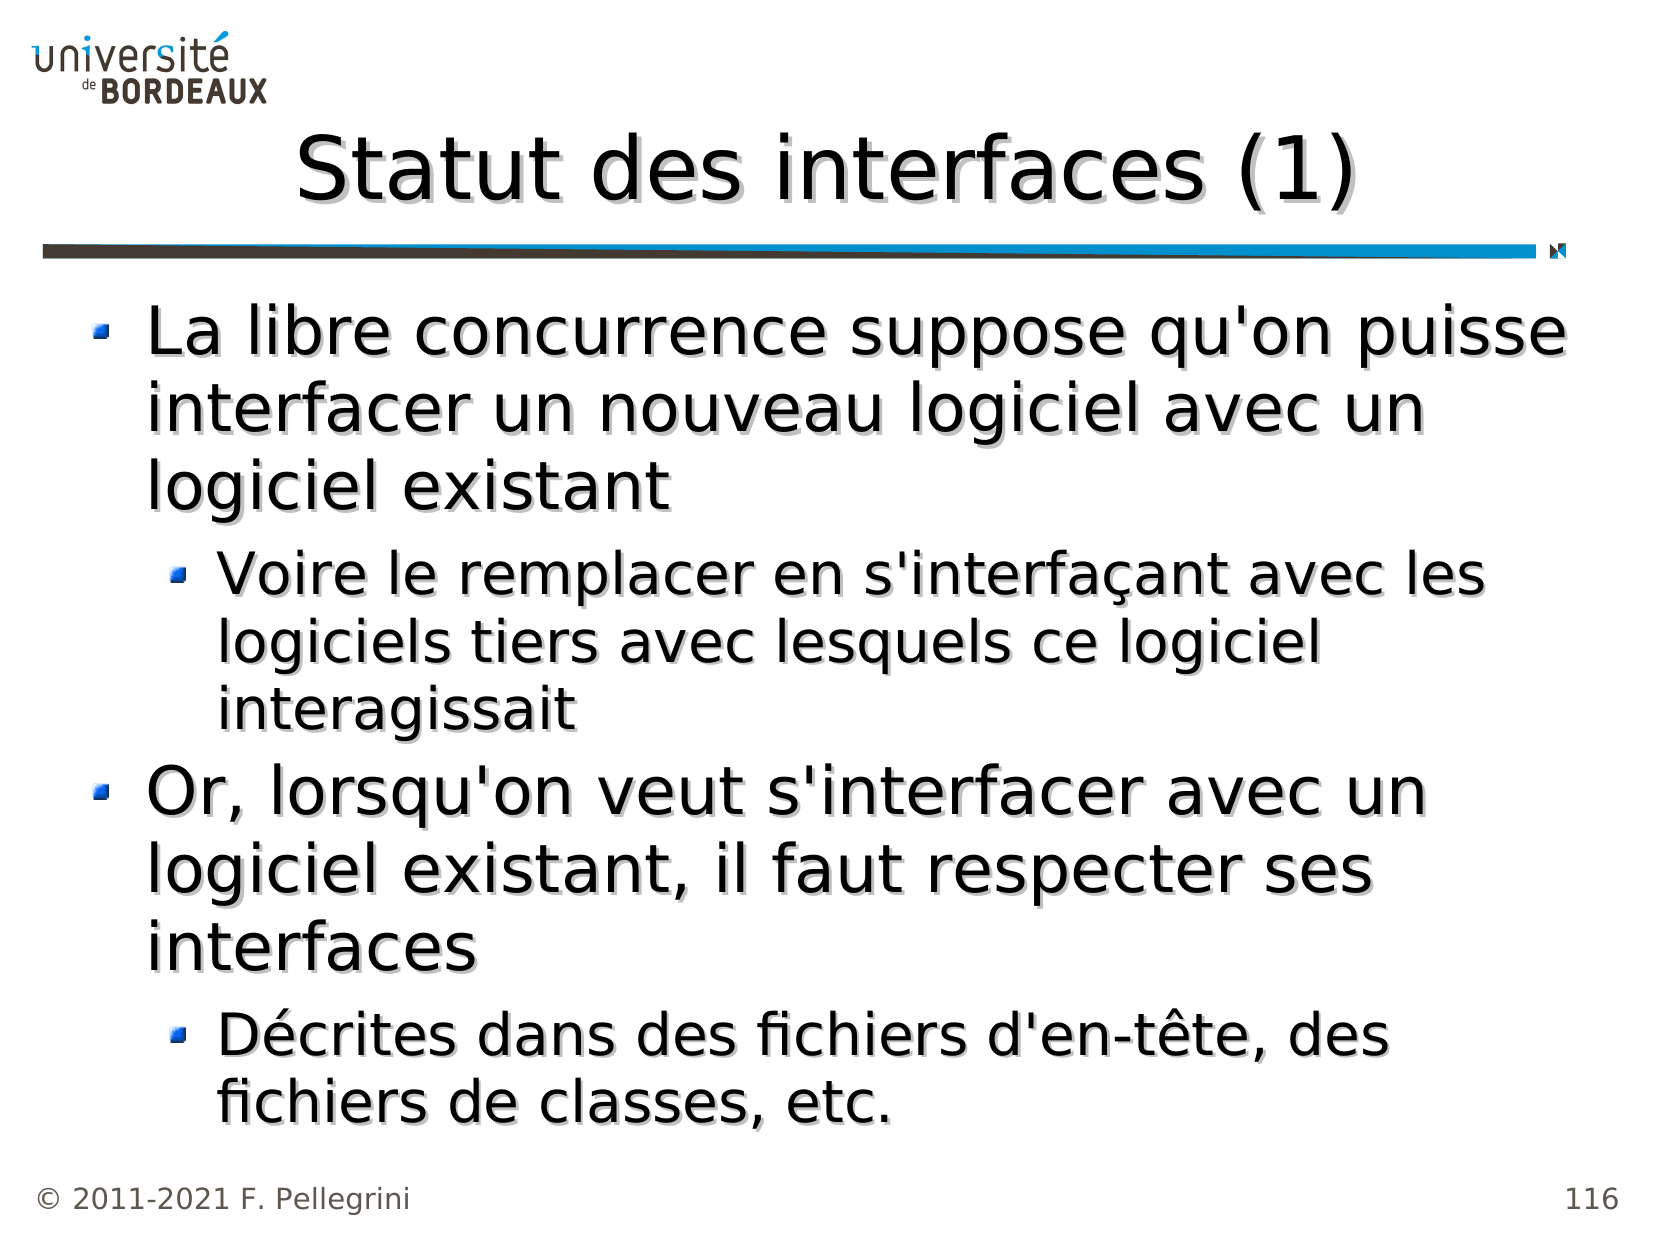 université
de BORDEAUX
Statut des interfaces (1)
La libre concurrence suppose qu'on puisse
interfacer un nouveau logiciel avec un
logiciel existant
Voire le remplacer en s'interfaçant avec les
logiciels tiers avec lesquels ce logiciel
interagissait
Or, lorsqu'on veut s'interfacer avec un
logiciel existant, il faut respecter ses
interfaces
Décrites dans des fichiers d'en-tête, des
fichiers de classes, etc.
© 2011-2021 F. Pellegrini
116